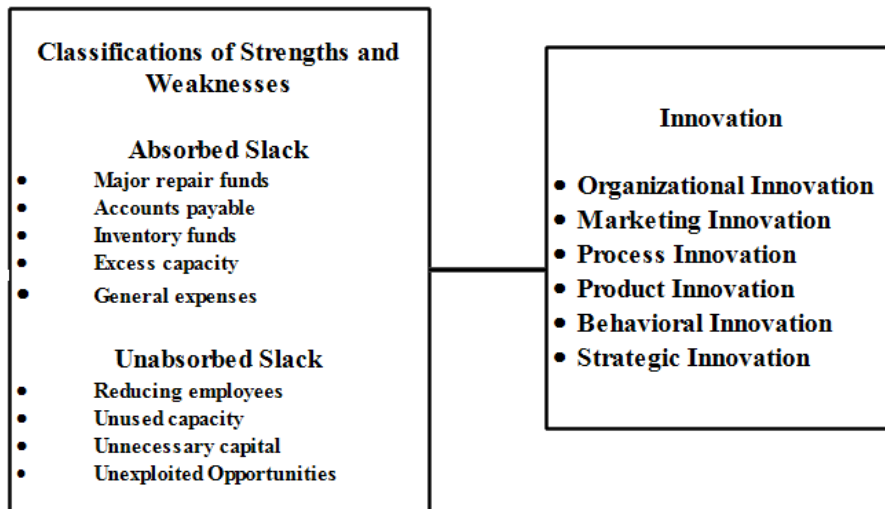 Classifications of Strengths and
Weaknesses
Absorbed Slack
• Major repair funds
• Accounts payable
• Inventory funds
• Excess capacity
• General expenses
Unabsorbed Slack
• Reducing employees
• Unused capacity
• Unnecessary capital
• Unexploited Opportunities
Innovation
• Organizational Innovation
• Marketing Innovation
• Process Innovation
• Product Innovation
• Behavioral Innovation
• Strategic Innovation